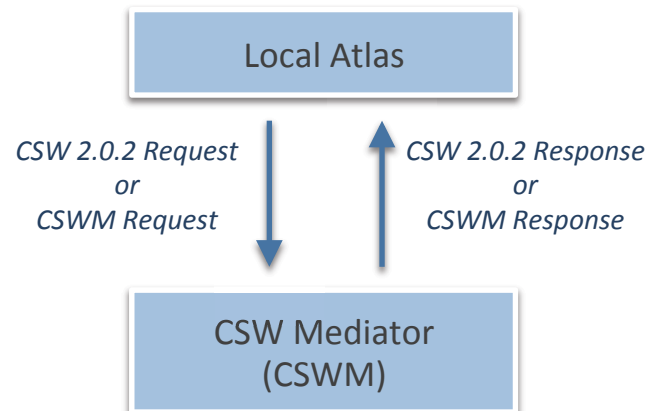 Local Atlas
CSW 2.0.2 Request
or
CSWM Request
CSW 2.0.2 Response
or
CSWM Response
CSW Mediator
(CSWM)